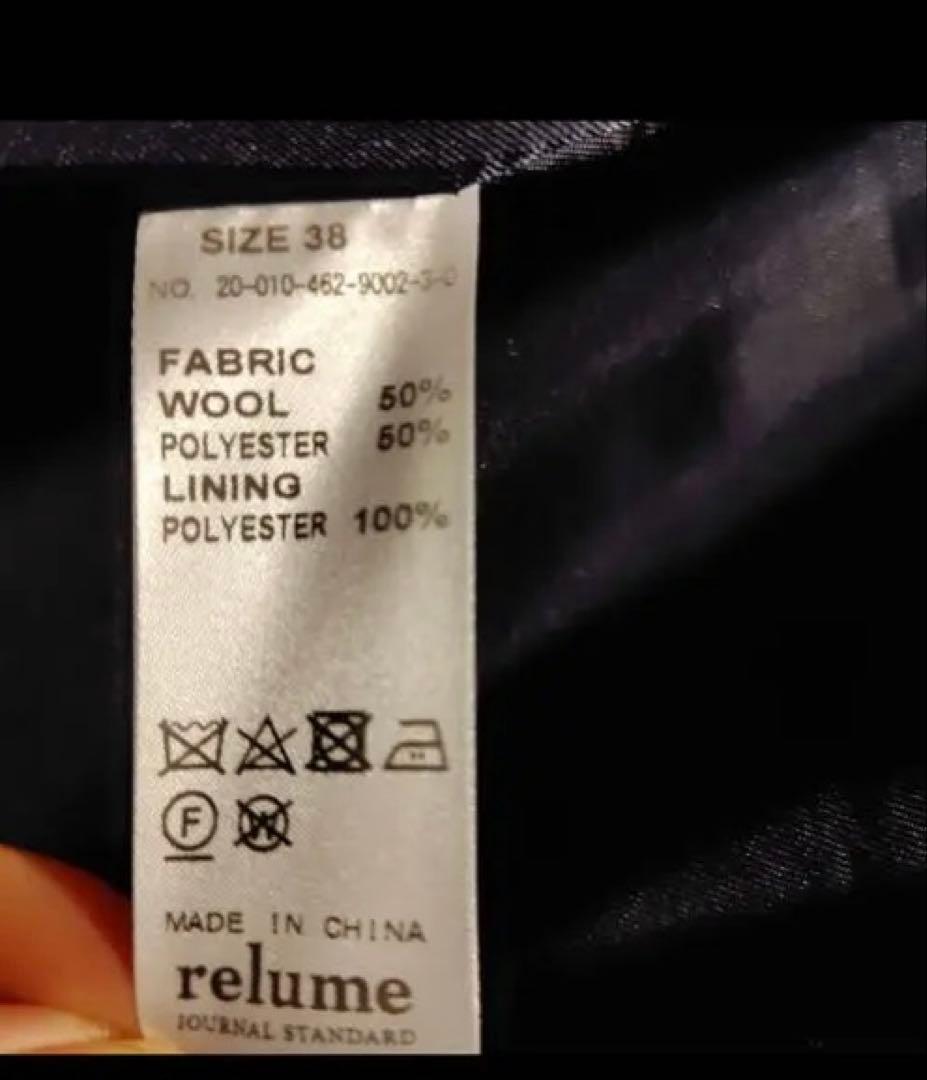 SIZE 38
NO. 20-010-462-9002-3-0
FABRIC
WOOL 50%
POLYESTER 50%
LINING
POLYESTER 100%
F W
MADE IN CHINA
relume
JOURNAL STANDARD